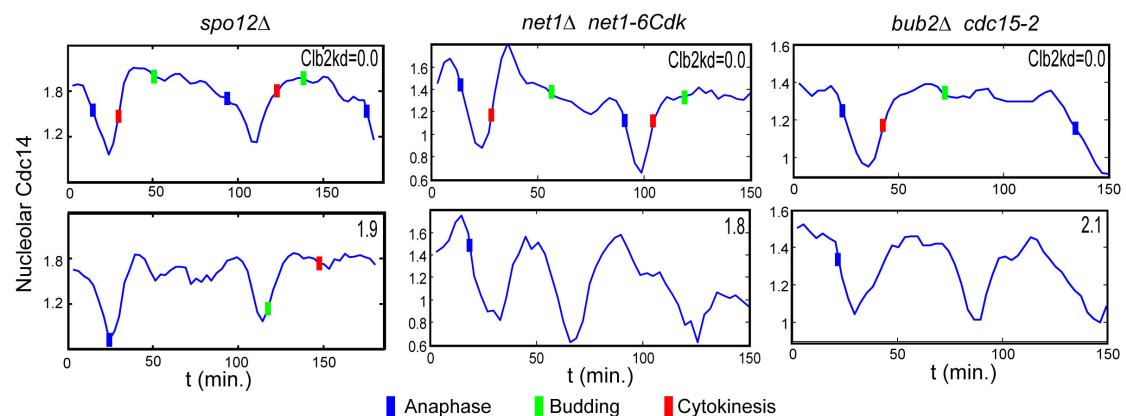 spo12Δ
net1Δ net1-6Cdk
bub2Δ cdc15-2
Nucleolar Cdc14
Clb2kd=0.0
1.8
1.2
0 50 100 150
Clb2kd=0.0
1.6
1.4
1.2
1
0.8
0.6
0 50 100 150
Clb2kd=0.0
1.6
1.4
1.2
1
0 50 100 150
1.9
1.8
1.2
0 50 100 150
t (min.)
1.8
1.6
1.4
1.2
1
0.8
0.6
0 50 100 150
t (min.)
2.1
1.6
1.4
1.2
1
0 50 100 150
t (min.)
Anaphase Budding Cytokinesis